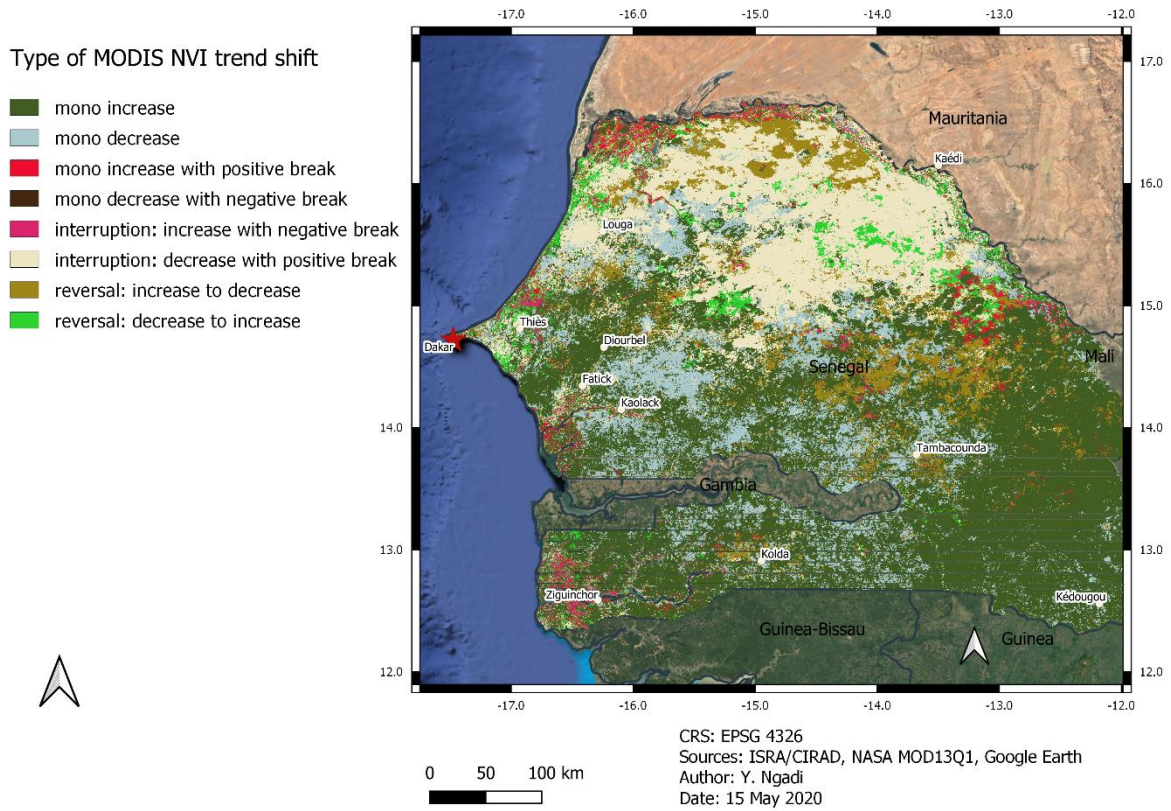 Type of MODIS NVI trend shift
mono increase
mono decrease
mono increase with positive break
mono decrease with negative break
interruption: increase with negative break
interruption: decrease with positive break
reversal: increase to decrease
reversal: decrease to increase
-17.0 -16.0 -15.0 -14.0 -13.0 -12.0
17.0 17.0
Mauritania
Kaédi
16.0 16.0
Louga
15.0 15.0
Thiès
Dakar
Diourbel
Mali
Senegal
Fatick
Kaolack
14.0 14.0
Tambacounda
Gambia
13.0 13.0
Kolda
Ziguinchor
Kédougou
Guinea-Bissau
Guinea
12.0 12.0
-17.0 -16.0 -15.0 -14.0 -13.0 -12.0
0 50 100 km
CRS: EPSG 4326
Sources: ISRA/CIRAD, NASA MOD13Q1, Google Earth
Author: Y. Ngadi
Date: 15 May 2020